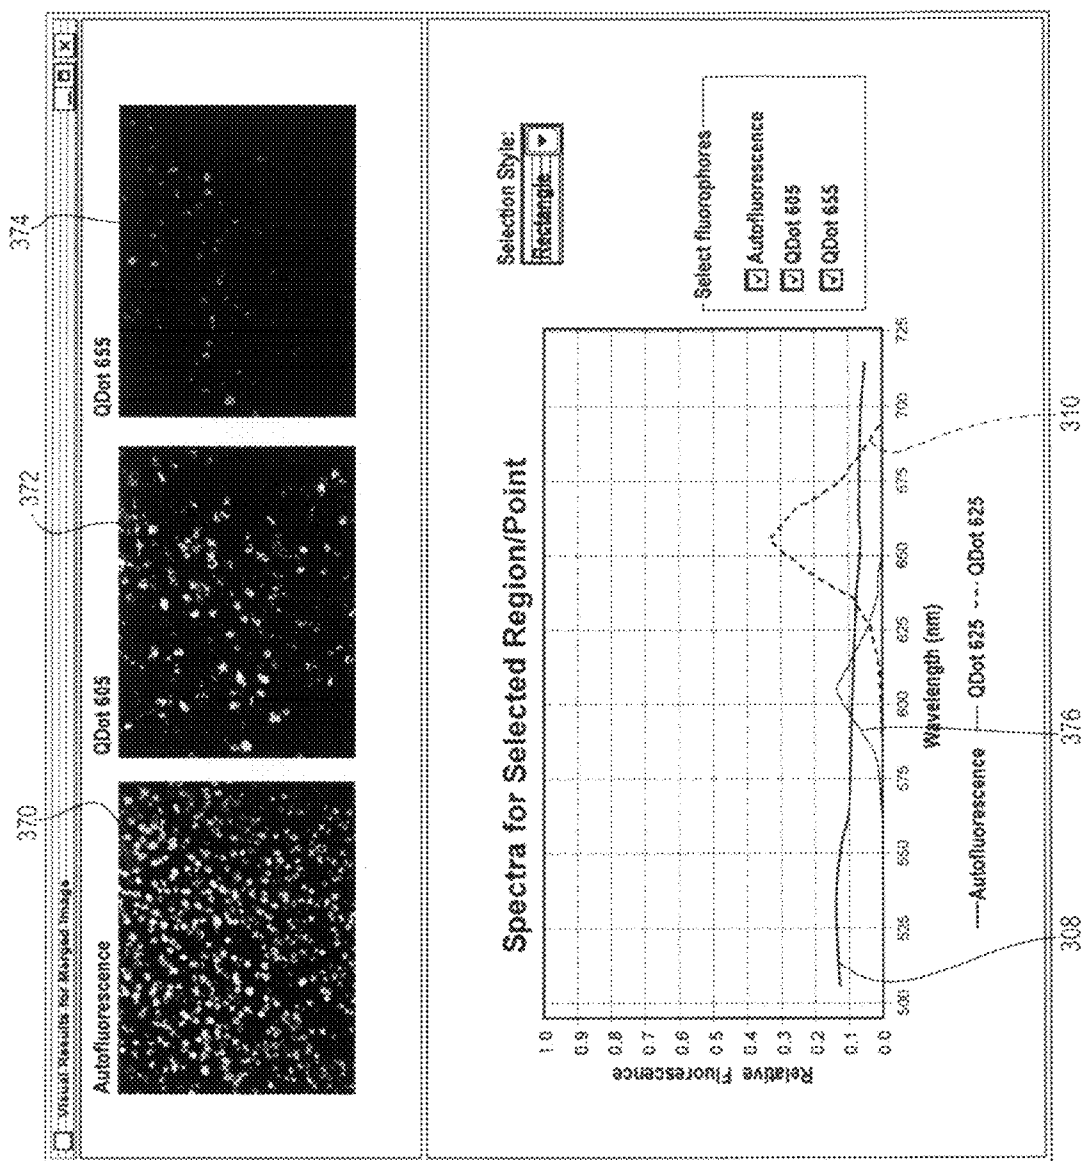 Visual Results for Merged Image
370
372
374
Autofluorescence
QDot 605
QDot 655
Spectra for Selected Region/Point
Selection Style:
Rectangle
Select fluorophores
Autofluorescence
QDot 605
QDot 655
Relative Fluorescence
1.0
0.9
0.8
0.7
0.6
0.5
0.4
0.3
0.2
0.1
0.0
500 525 550 575 600 625 650 675 700 725
Wavelength (nm)
Autofluorescence QDot 625 QDot 625
308
376
310